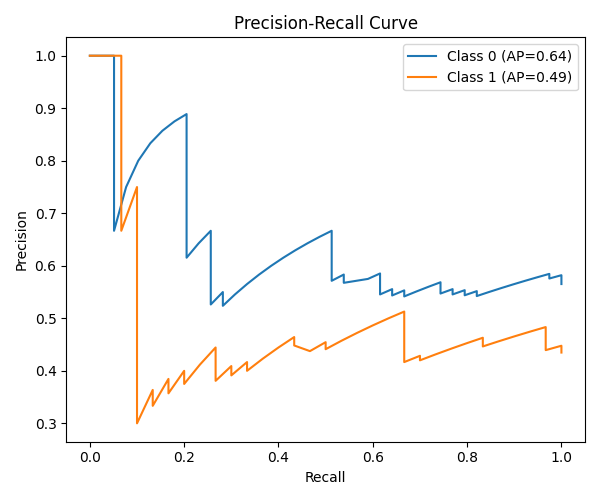 Precision-Recall Curve
Class 0 (AP=0.64)
Class 1 (AP=0.49)
Precision
1.0
0.9
0.8
0.7
0.6
0.5
0.4
0.3
0.0 0.2 0.4 0.6 0.8 1.0
Recall